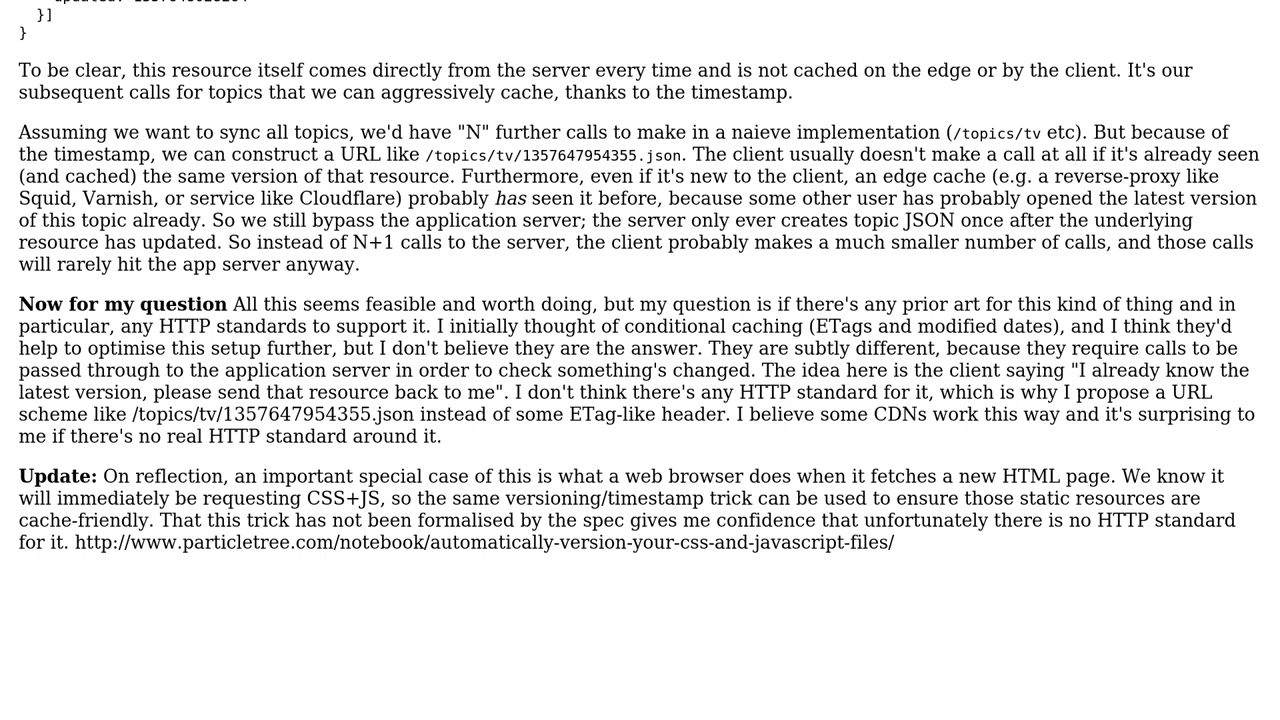 }]
}
To be clear, this resource itself comes directly from the server every time and is not cached on the edge or by the client. It's our
subsequent calls for topics that we can aggressively cache, thanks to the timestamp.
Assuming we want to sync all topics, we'd have "N" further calls to make in a naieve implementation (/topics/tv etc). But because of
the timestamp, we can construct a URL like /topics/tv/1357647954355.json. The client usually doesn't make a call at all if it's already seen
(and cached) the same version of that resource. Furthermore, even if it's new to the client, an edge cache (e.g. a reverse-proxy like
Squid, Varnish, or service like Cloudflare) probably has seen it before, because some other user has probably opened the latest version
of this topic already. So we still bypass the application server; the server only ever creates topic JSON once after the underlying
resource has updated. So instead of N+1 calls to the server, the client probably makes a much smaller number of calls, and those calls
will rarely hit the app server anyway.
Now for my question All this seems feasible and worth doing, but my question is if there's any prior art for this kind of thing and in
particular, any HTTP standards to support it. I initially thought of conditional caching (ETags and modified dates), and I think they'd
help to optimise this setup further, but I don't believe they are the answer. They are subtly different, because they require calls to be
passed through to the application server in order to check something's changed. The idea here is the client saying "I already know the
latest version, please send that resource back to me". I don't think there's any HTTP standard for it, which is why I propose a URL
scheme like /topics/tv/1357647954355.json instead of some ETag-like header. I believe some CDNs work this way and it's surprising to
me if there's no real HTTP standard around it.
Update: On reflection, an important special case of this is what a web browser does when it fetches a new HTML page. We know it
will immediately be requesting CSS+JS, so the same versioning/timestamp trick can be used to ensure those static resources are
cache-friendly. That this trick has not been formalised by the spec gives me confidence that unfortunately there is no HTTP standard
for it. http://www.particletree.com/notebook/automatically-version-your-css-and-javascript-files/